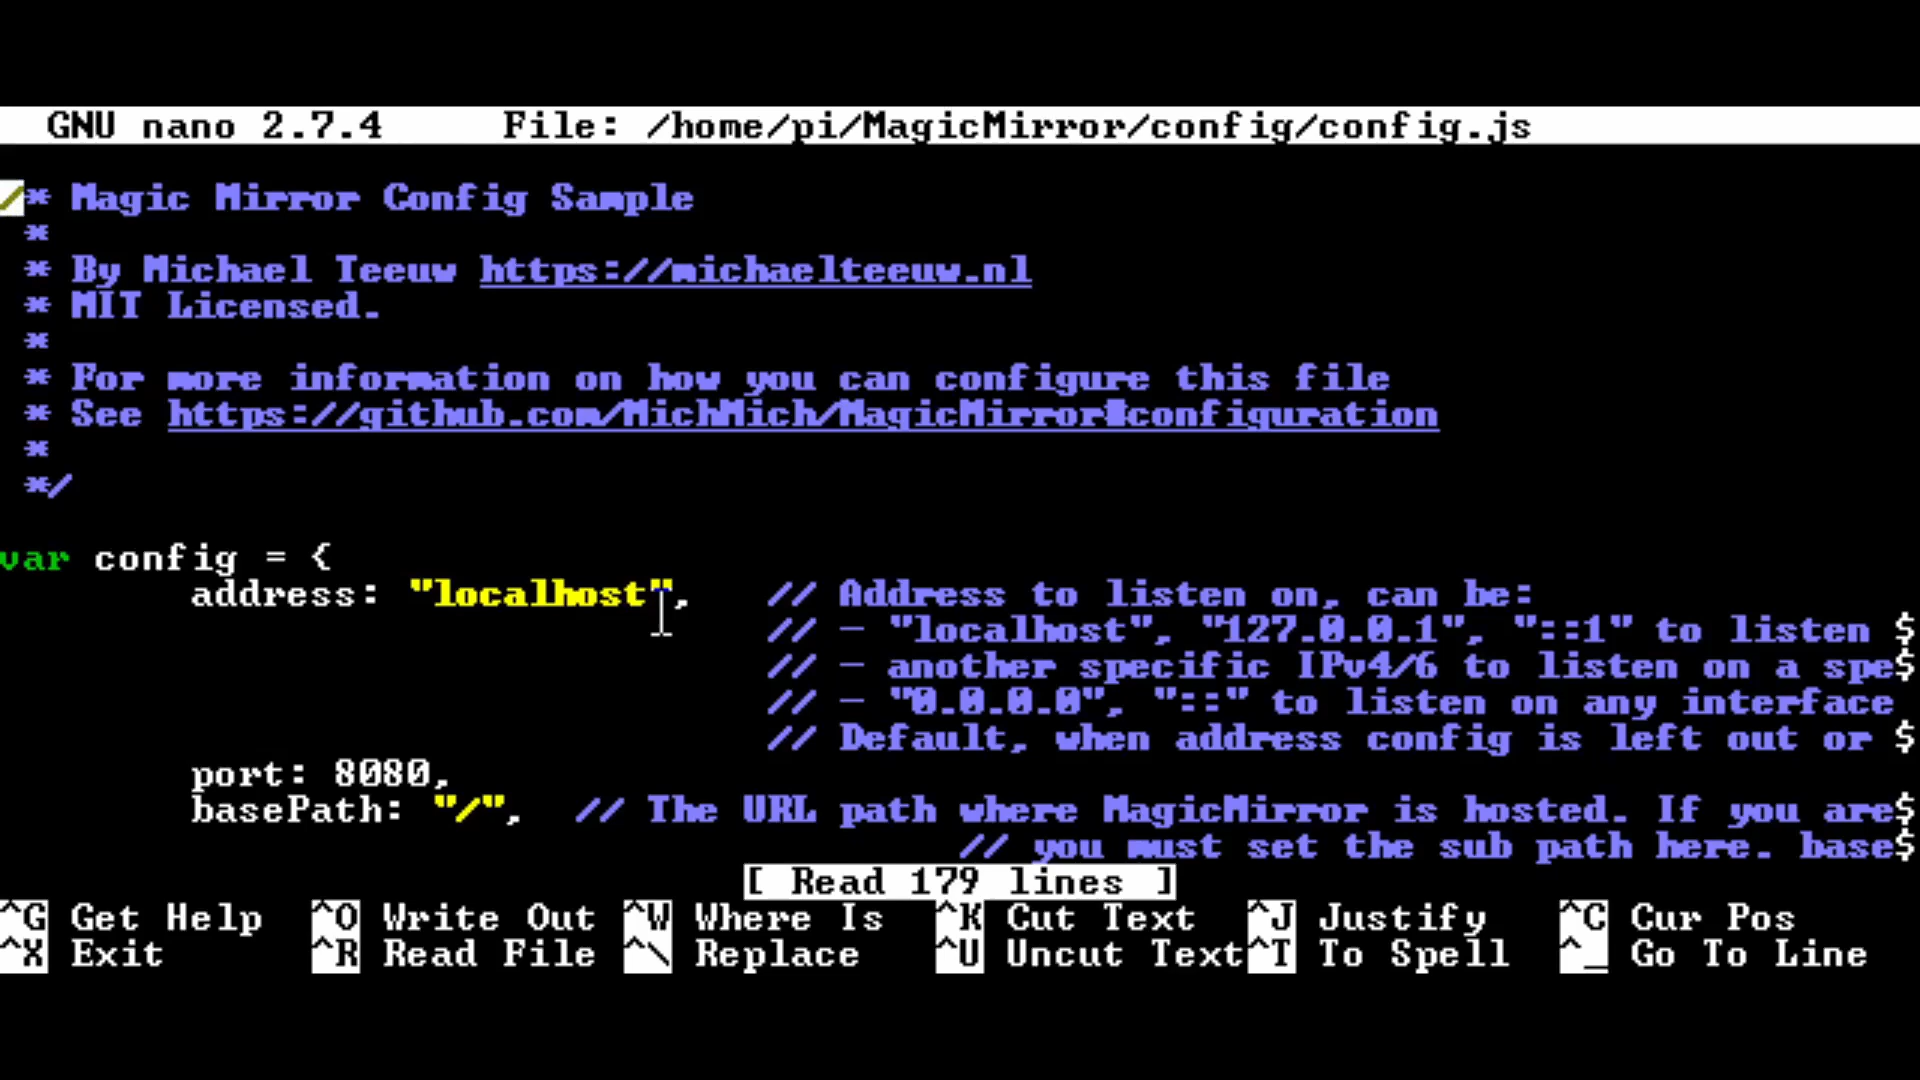 GNU nano 2.7.4 File: /home/pi/MagicMirror/config/config.js
/* Magic Mirror Config Sample
*
* By Michael Teeuw https://michaelteeuw.nl
* MIT Licensed.
*
* For more information on how you can configure this file
* See https://github.com/MichMich/MagicMirror#configuration
*
*/
var config = {
address: "localhost", // Address to listen on, can be:
// - "localhost", "127.0.0.1", "::1" to listen $
// - another specific IPv4/6 to listen on a spe$
// - "0.0.0.0", "::" to listen on any interface
// Default, when address config is left out or $
port: 8080,
basePath: "/", // The URL path where MagicMirror is hosted. If you are$
// you must set the sub path here. base$
[ Read 179 lines ]
^G Get Help ^O Write Out ^W Where Is ^K Cut Text ^J Justify ^C Cur Pos
^X Exit ^R Read File ^\ Replace ^U Uncut Text ^T To Spell ^_ Go To Line